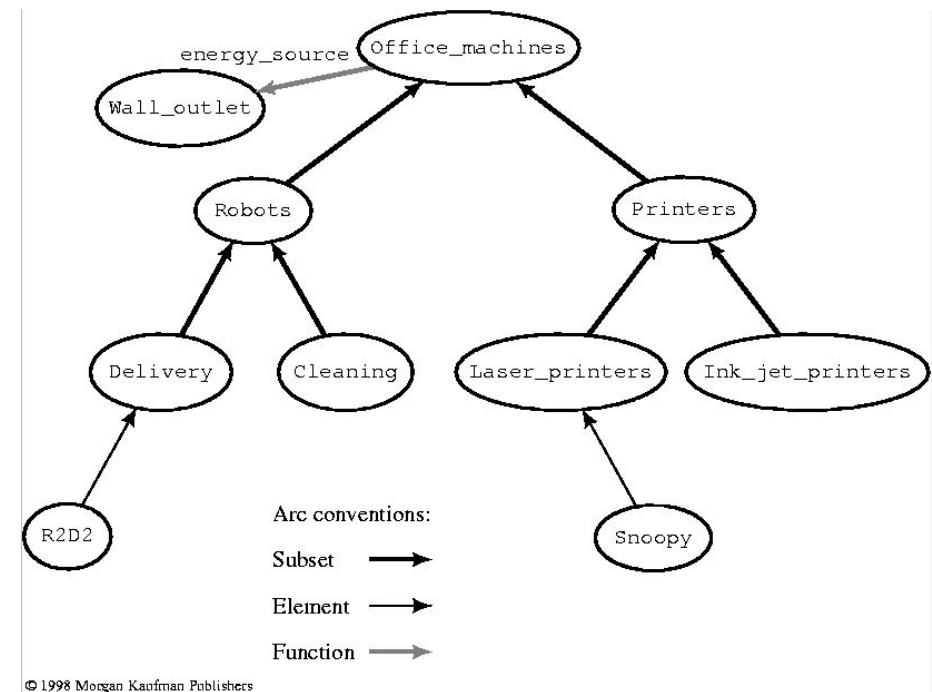 Office_machines
energy_source
Wall_outlet
Robots
Printers
Delivery
Cleaning
Laser_printers
Ink_jet_printers
R2D2
Snoopy
Arc conventions:
Subset
Element
Function
© 1998 Morgan Kaufman Publishers